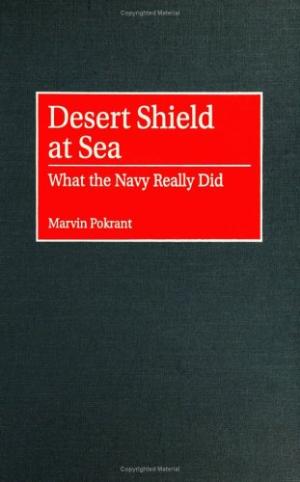 Desert Shield
at Sea
What the Navy Really Did
Marvin Pokrant
Copyrighted Material
Copyrighted Material